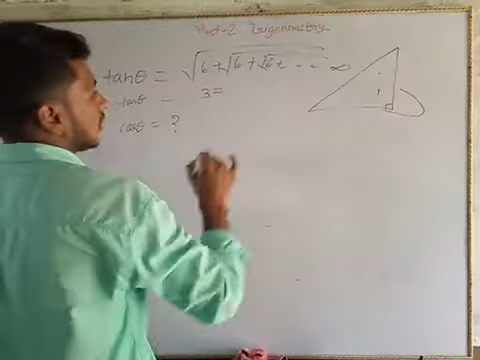 Part-2 Trigonometry
tanθ = √6+√6+√6+ - - ∞
tanθ = 3=
cosθ = ?